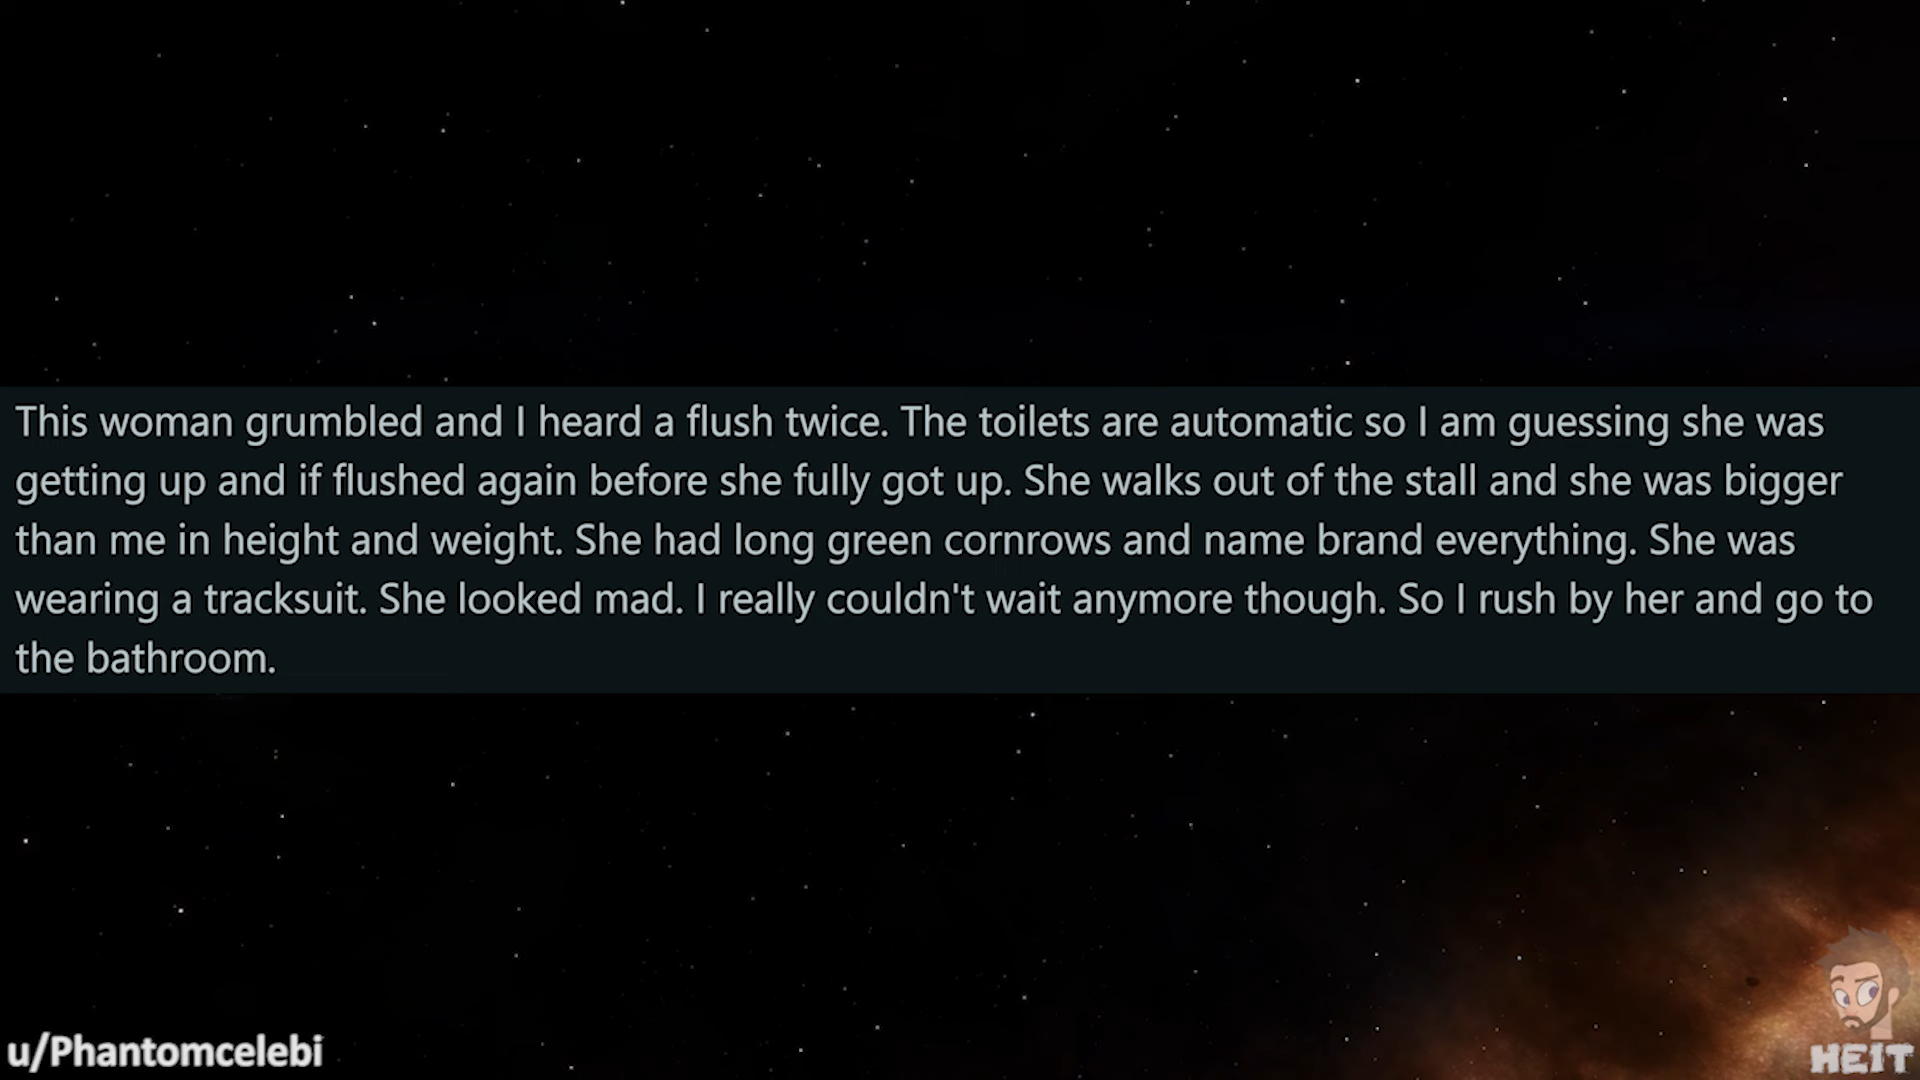 This woman grumbled and I heard a flush twice. The toilets are automatic so I am guessing she was
getting up and if flushed again before she fully got up. She walks out of the stall and she was bigger
than me in height and weight. She had long green cornrows and name brand everything. She was
wearing a tracksuit. She looked mad. I really couldn't wait anymore though. So I rush by her and go to
the bathroom.
u/Phantomcelebi
HEIT